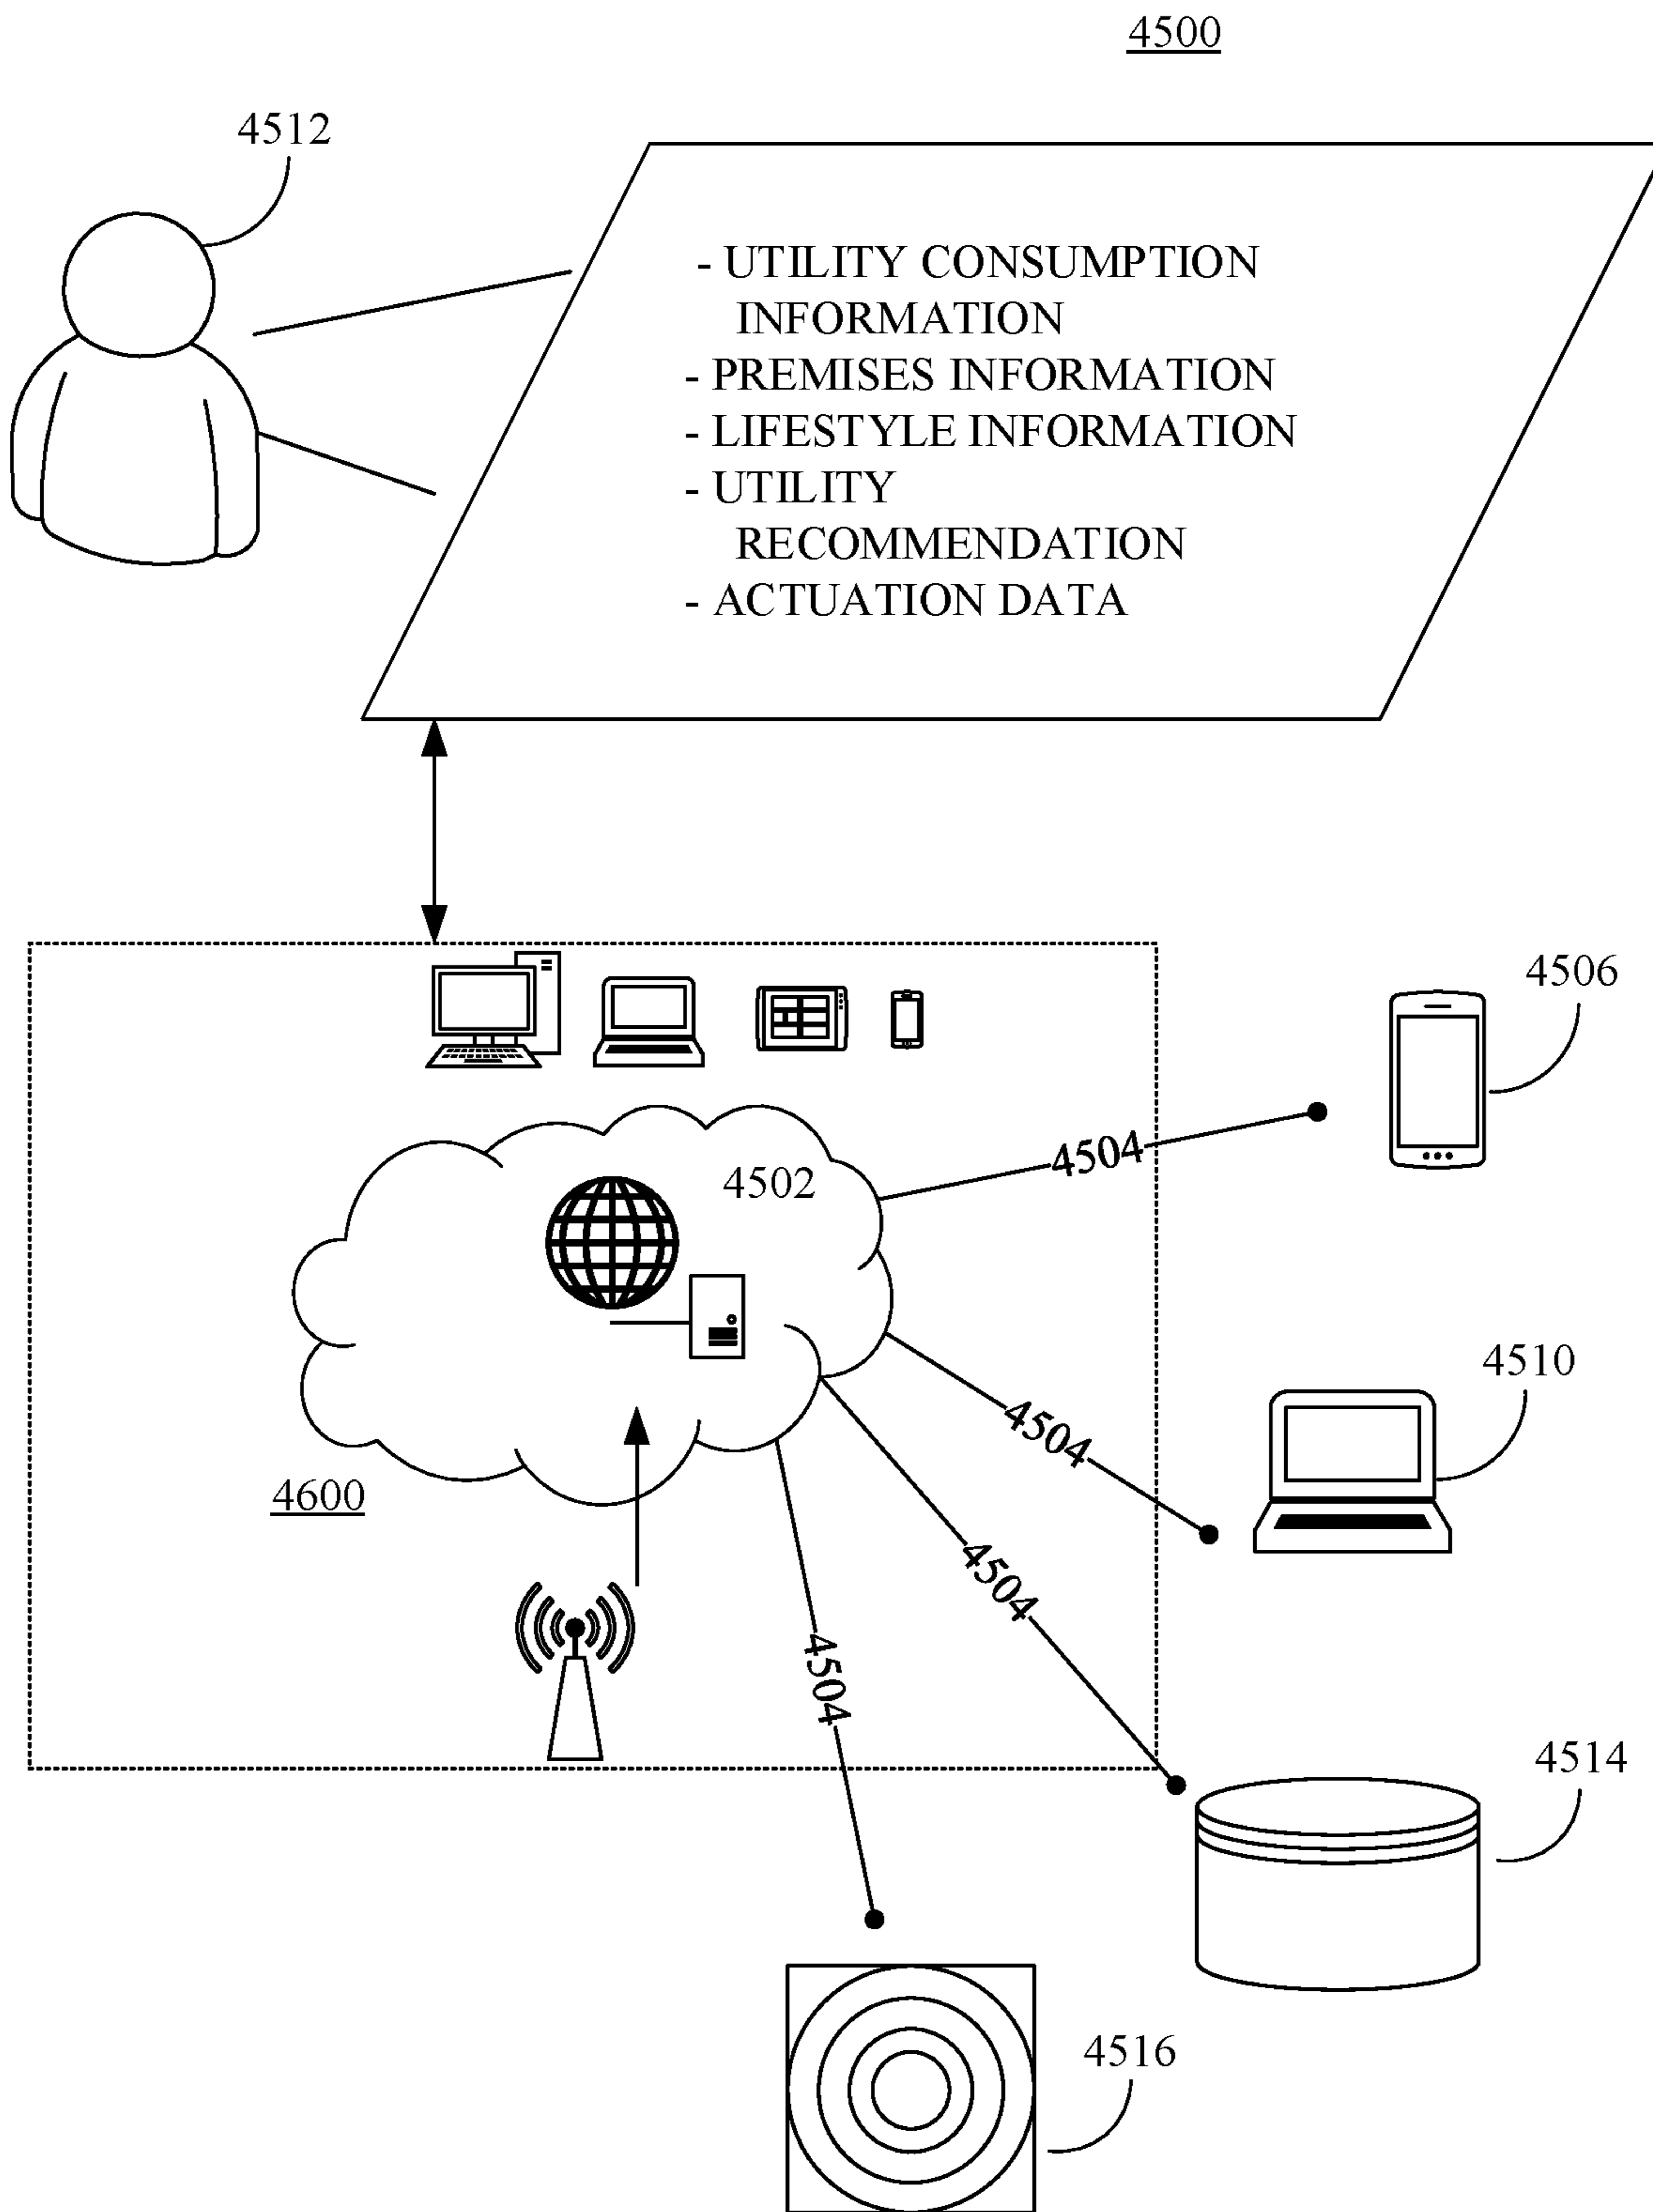 4500
4512
- UTILITY CONSUMPTION
INFORMATION
- PREMISES INFORMATION
- LIFESTYLE INFORMATION
- UTILITY
RECOMMENDATION
- ACTUATION DATA
4506
4504
4502
4510
4504
4600
4504
4504
4514
4516